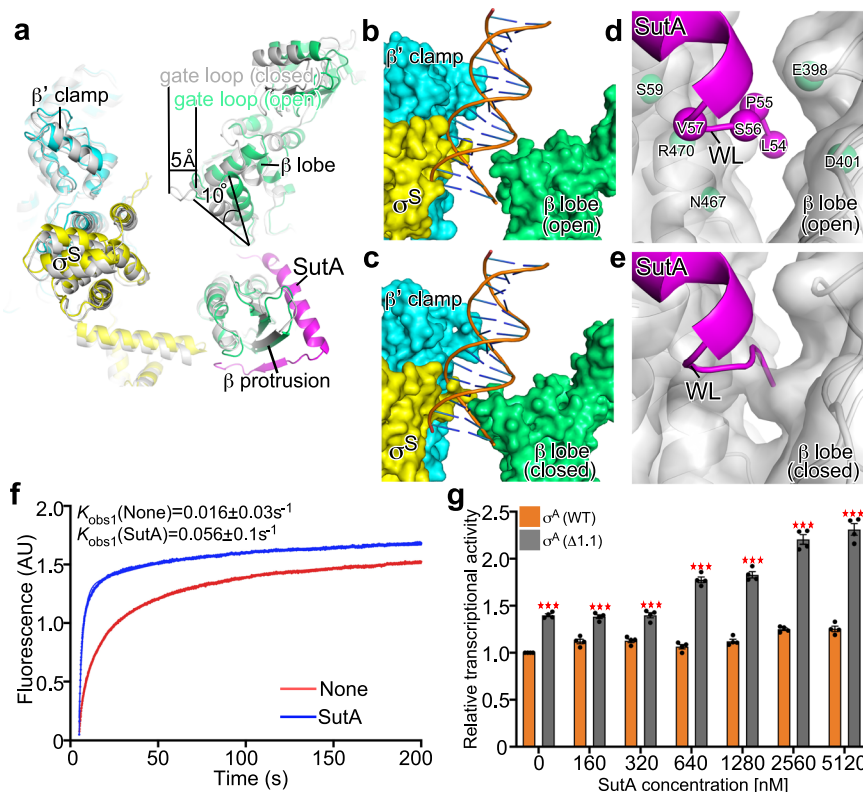 a
β' clamp
gate loop (closed)
gate loop (open)
5Å
10°
β lobe
σS
SutA
β protrusion
b
β' clamp
σS
β lobe
(open)
c
β' clamp
σS
β lobe
(closed)
d
SutA
E398
S59
P55
V57
S56
L54
R470
WL
D401
N467
β lobe
(open)
e
SutA
WL
β lobe
(closed)
f
Kobs1(None)=0.016±0.03s-1
Kobs1(SutA)=0.056±0.1s-1
Fluorescence (AU)
2.0
1.5
1.0
0.5
0
0 50 100 150 200
Time (s)
None
SutA
g
σA (WT)
σA (Δ1.1)
Relative transcriptional activity
2.5
2.0
1.5
1.0
0.5
0
★★★ ★★★ ★★★ ★★★ ★★★ ★★★ ★★★
0 160 320 640 1280 2560 5120
SutA concentration [nM]